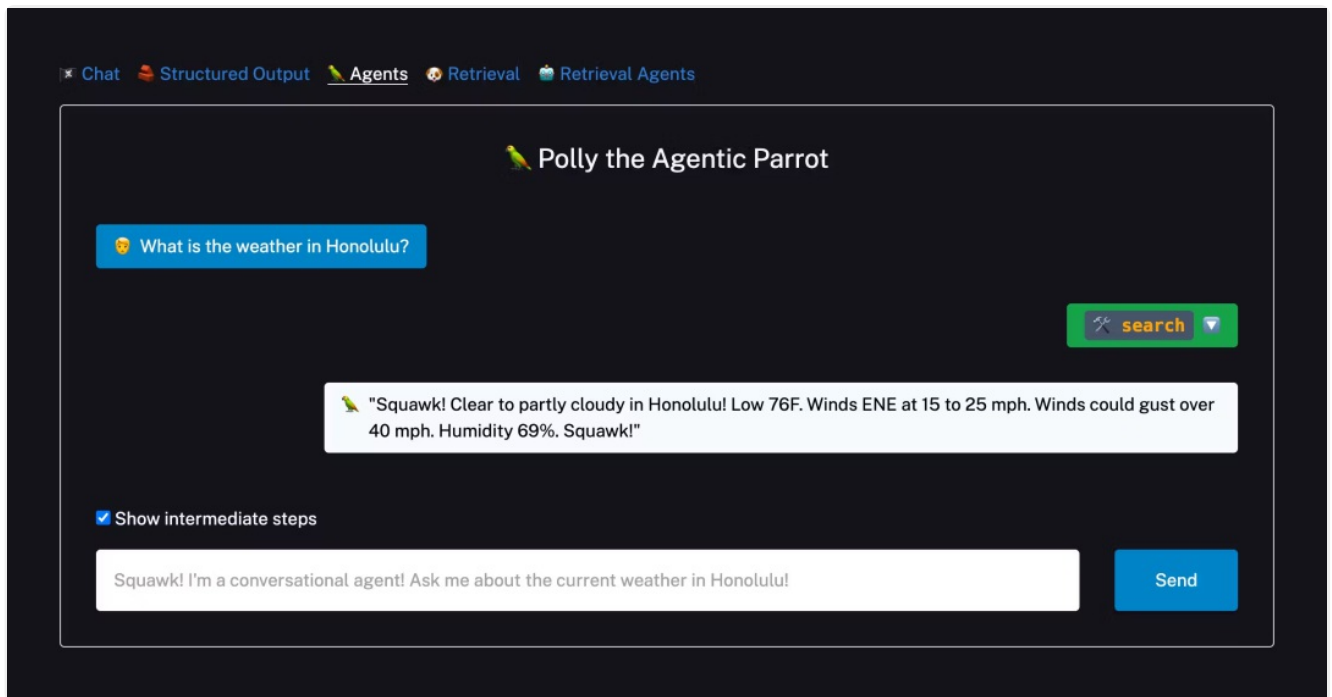 Chat Structured Output Agents Retrieval Retrieval Agents
Polly the Agentic Parrot
What is the weather in Honolulu?
search
"Squawk! Clear to partly cloudy in Honolulu! Low 76F. Winds ENE at 15 to 25 mph. Winds could gust over
40 mph. Humidity 69%. Squawk!"
Show intermediate steps
Squawk! I'm a conversational agent! Ask me about the current weather in Honolulu!
Send